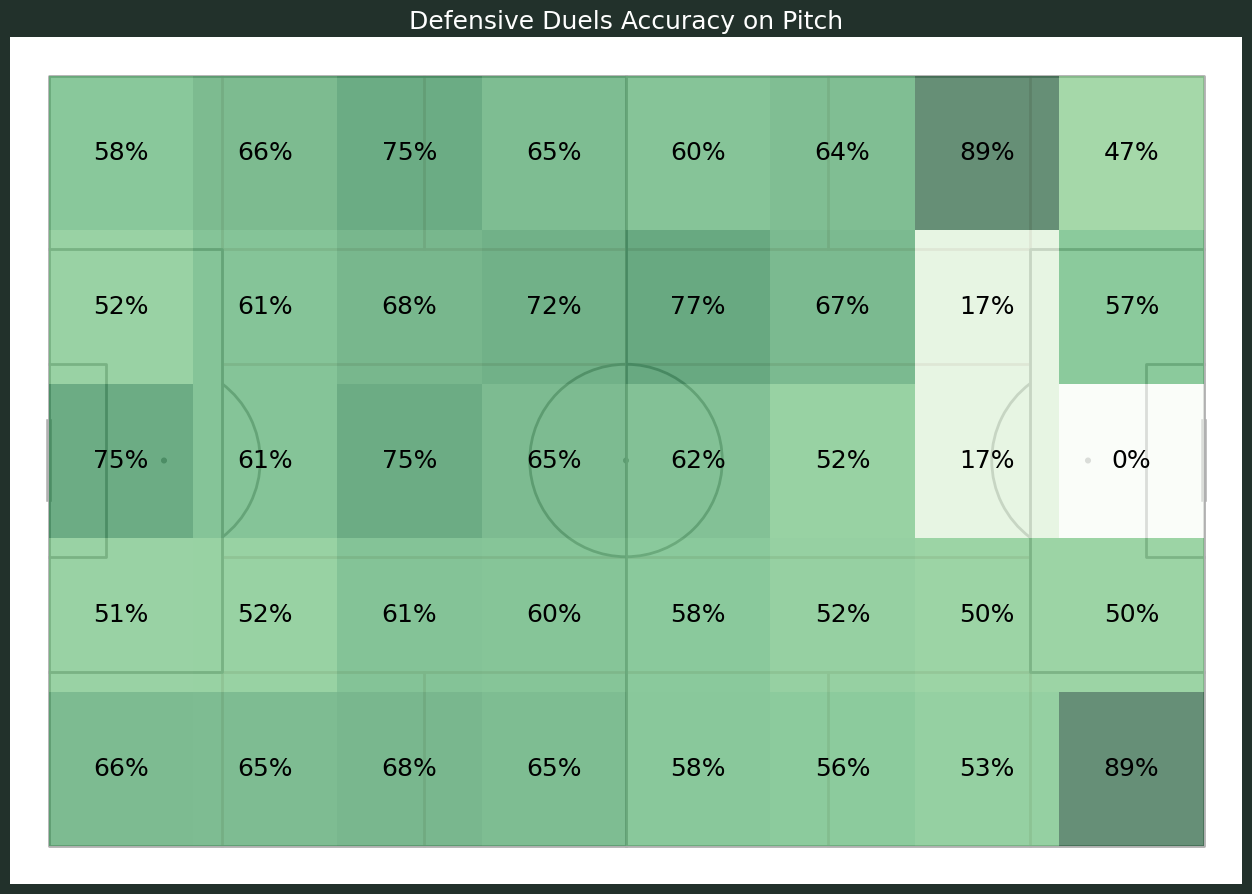 Defensive Duels Accuracy on Pitch
58% 66% 75% 65% 60% 64% 89% 47%
52% 61% 68% 72% 77% 67% 17% 57%
75% 61% 75% 65% 62% 52% 17% 0%
51% 52% 61% 60% 58% 52% 50% 50%
66% 65% 68% 65% 58% 56% 53% 89%